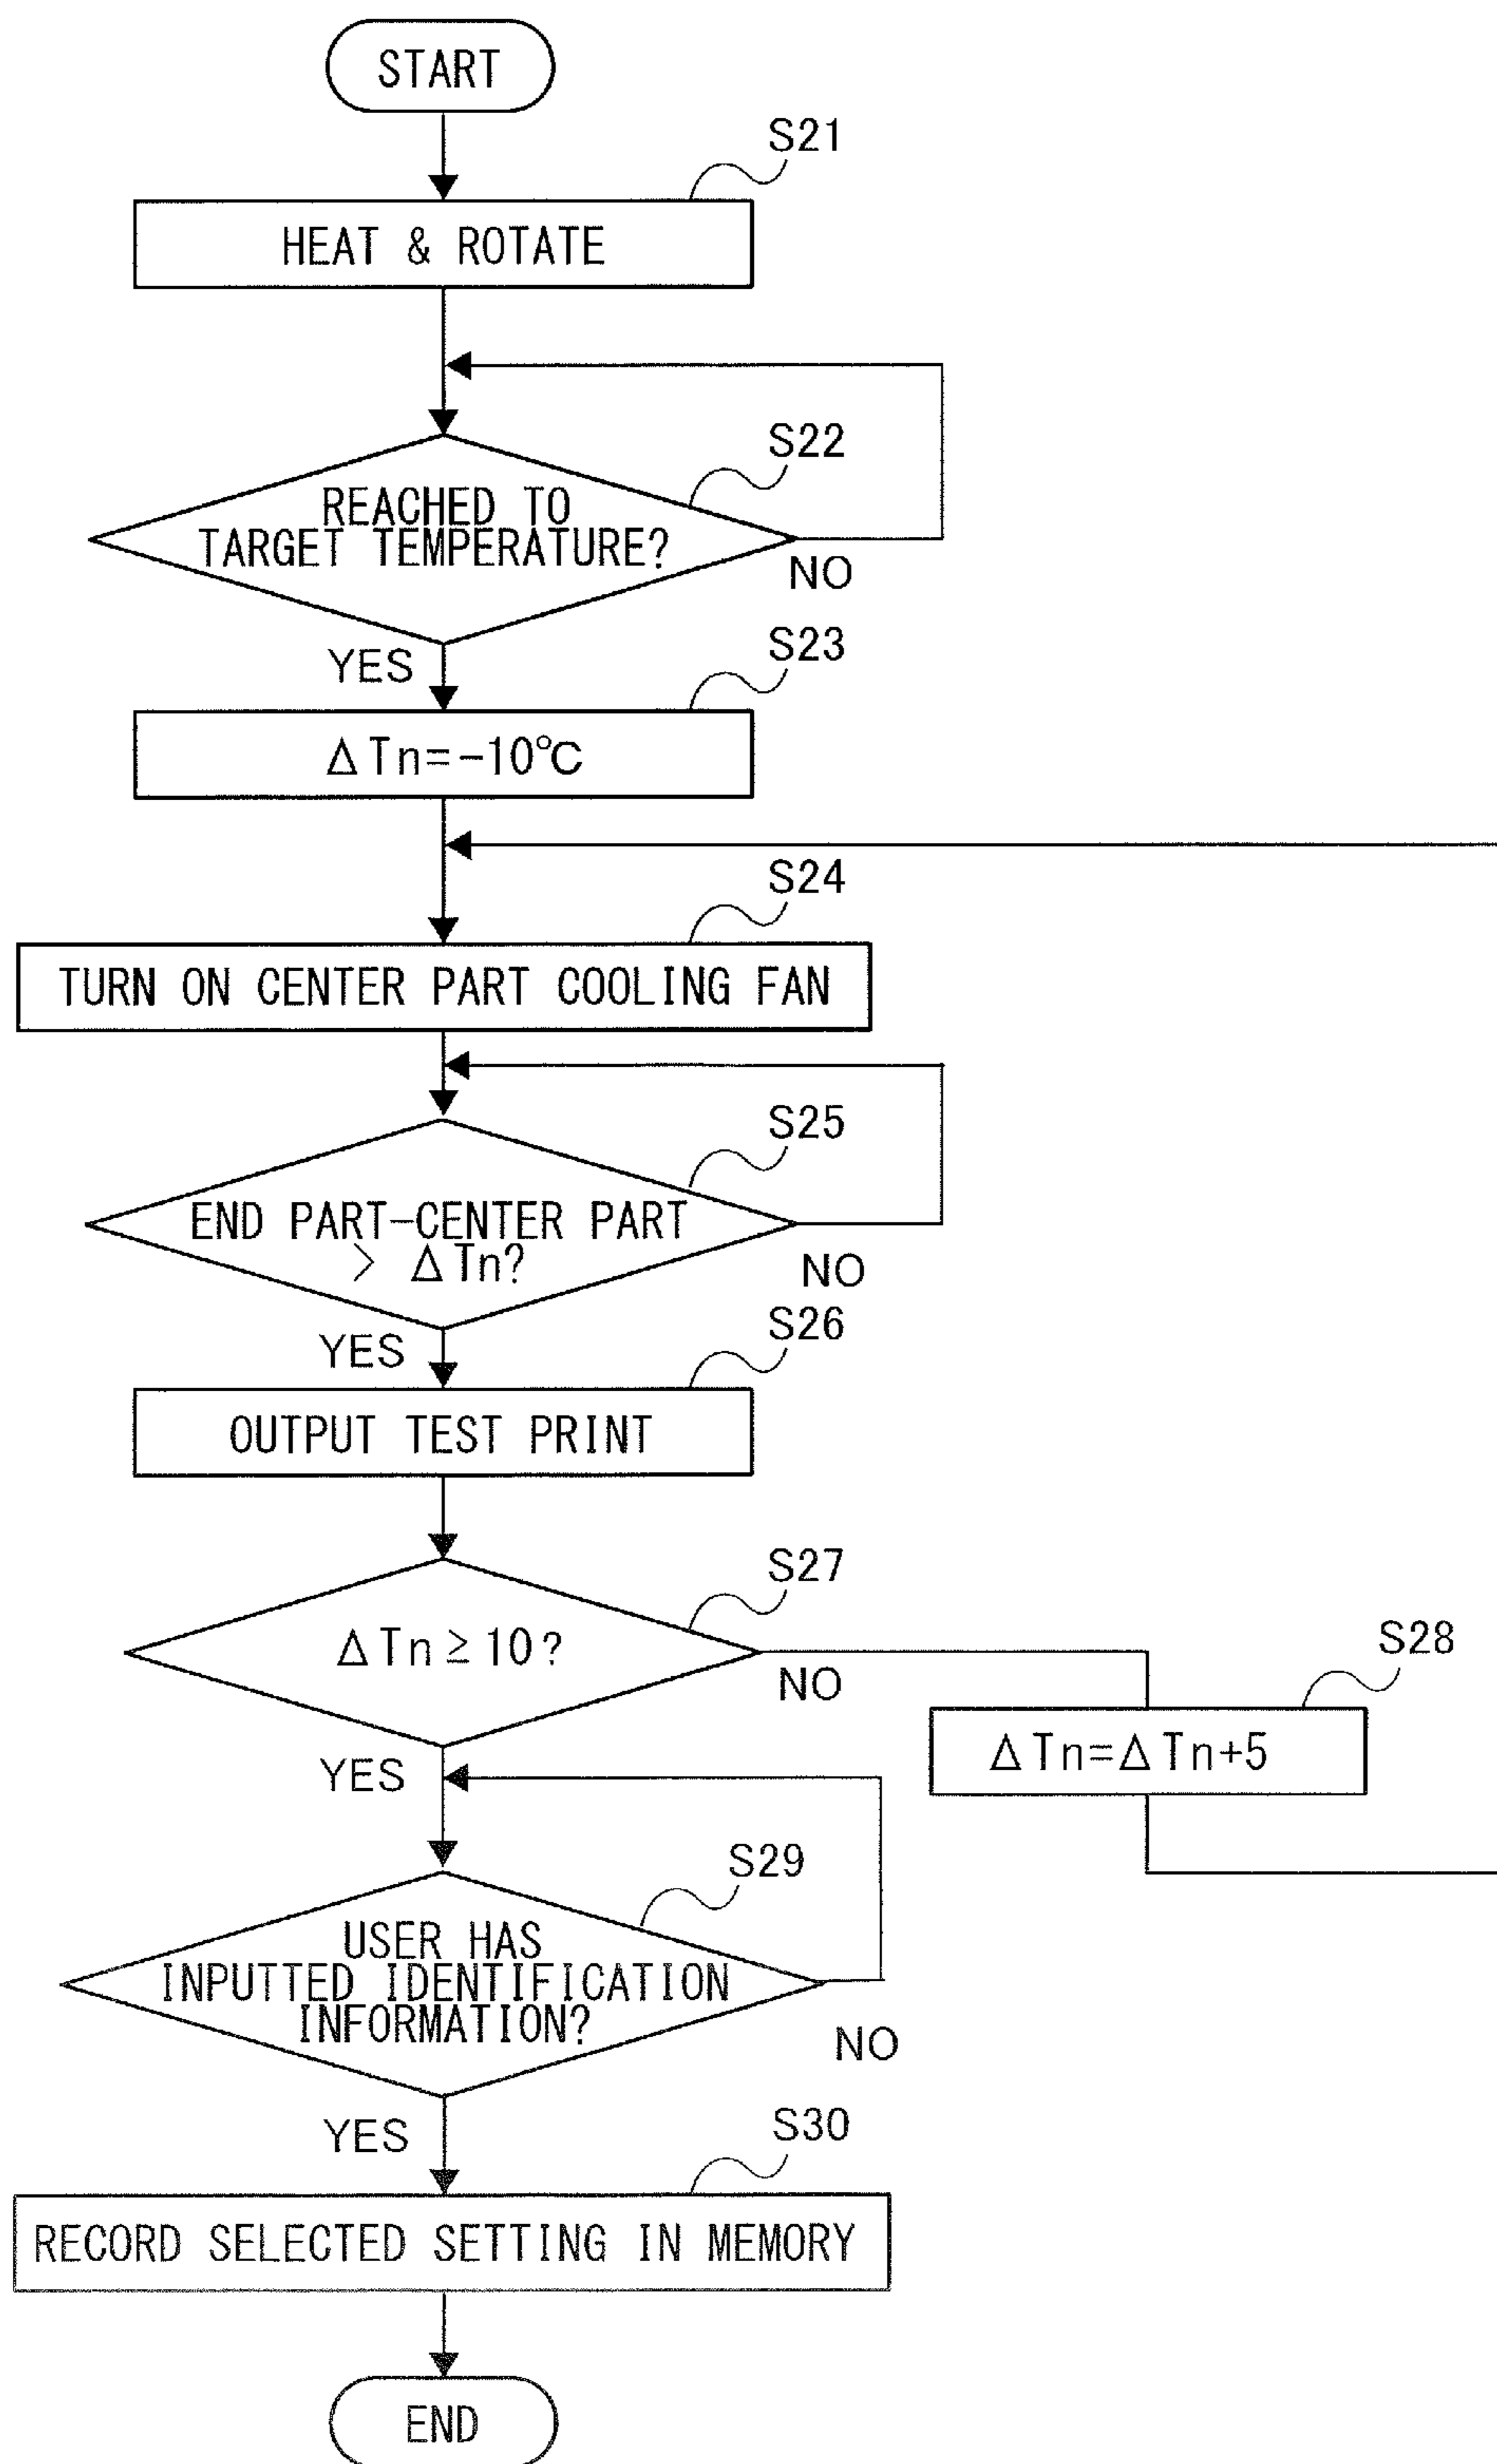 START
S21
HEAT & ROTATE
S22
REACHED TO
TARGET TEMPERATURE?
NO
YES
S23
ΔTn=-10℃
S24
TURN ON CENTER PART COOLING FAN
S25
END PART-CENTER PART
> ΔTn?
NO
YES
S26
OUTPUT TEST PRINT
S27
ΔTn≥10?
NO
S28
ΔTn=ΔTn+5
YES
S29
USER HAS
INPUTTED IDENTIFICATION
INFORMATION?
NO
YES
S30
RECORD SELECTED SETTING IN MEMORY
END